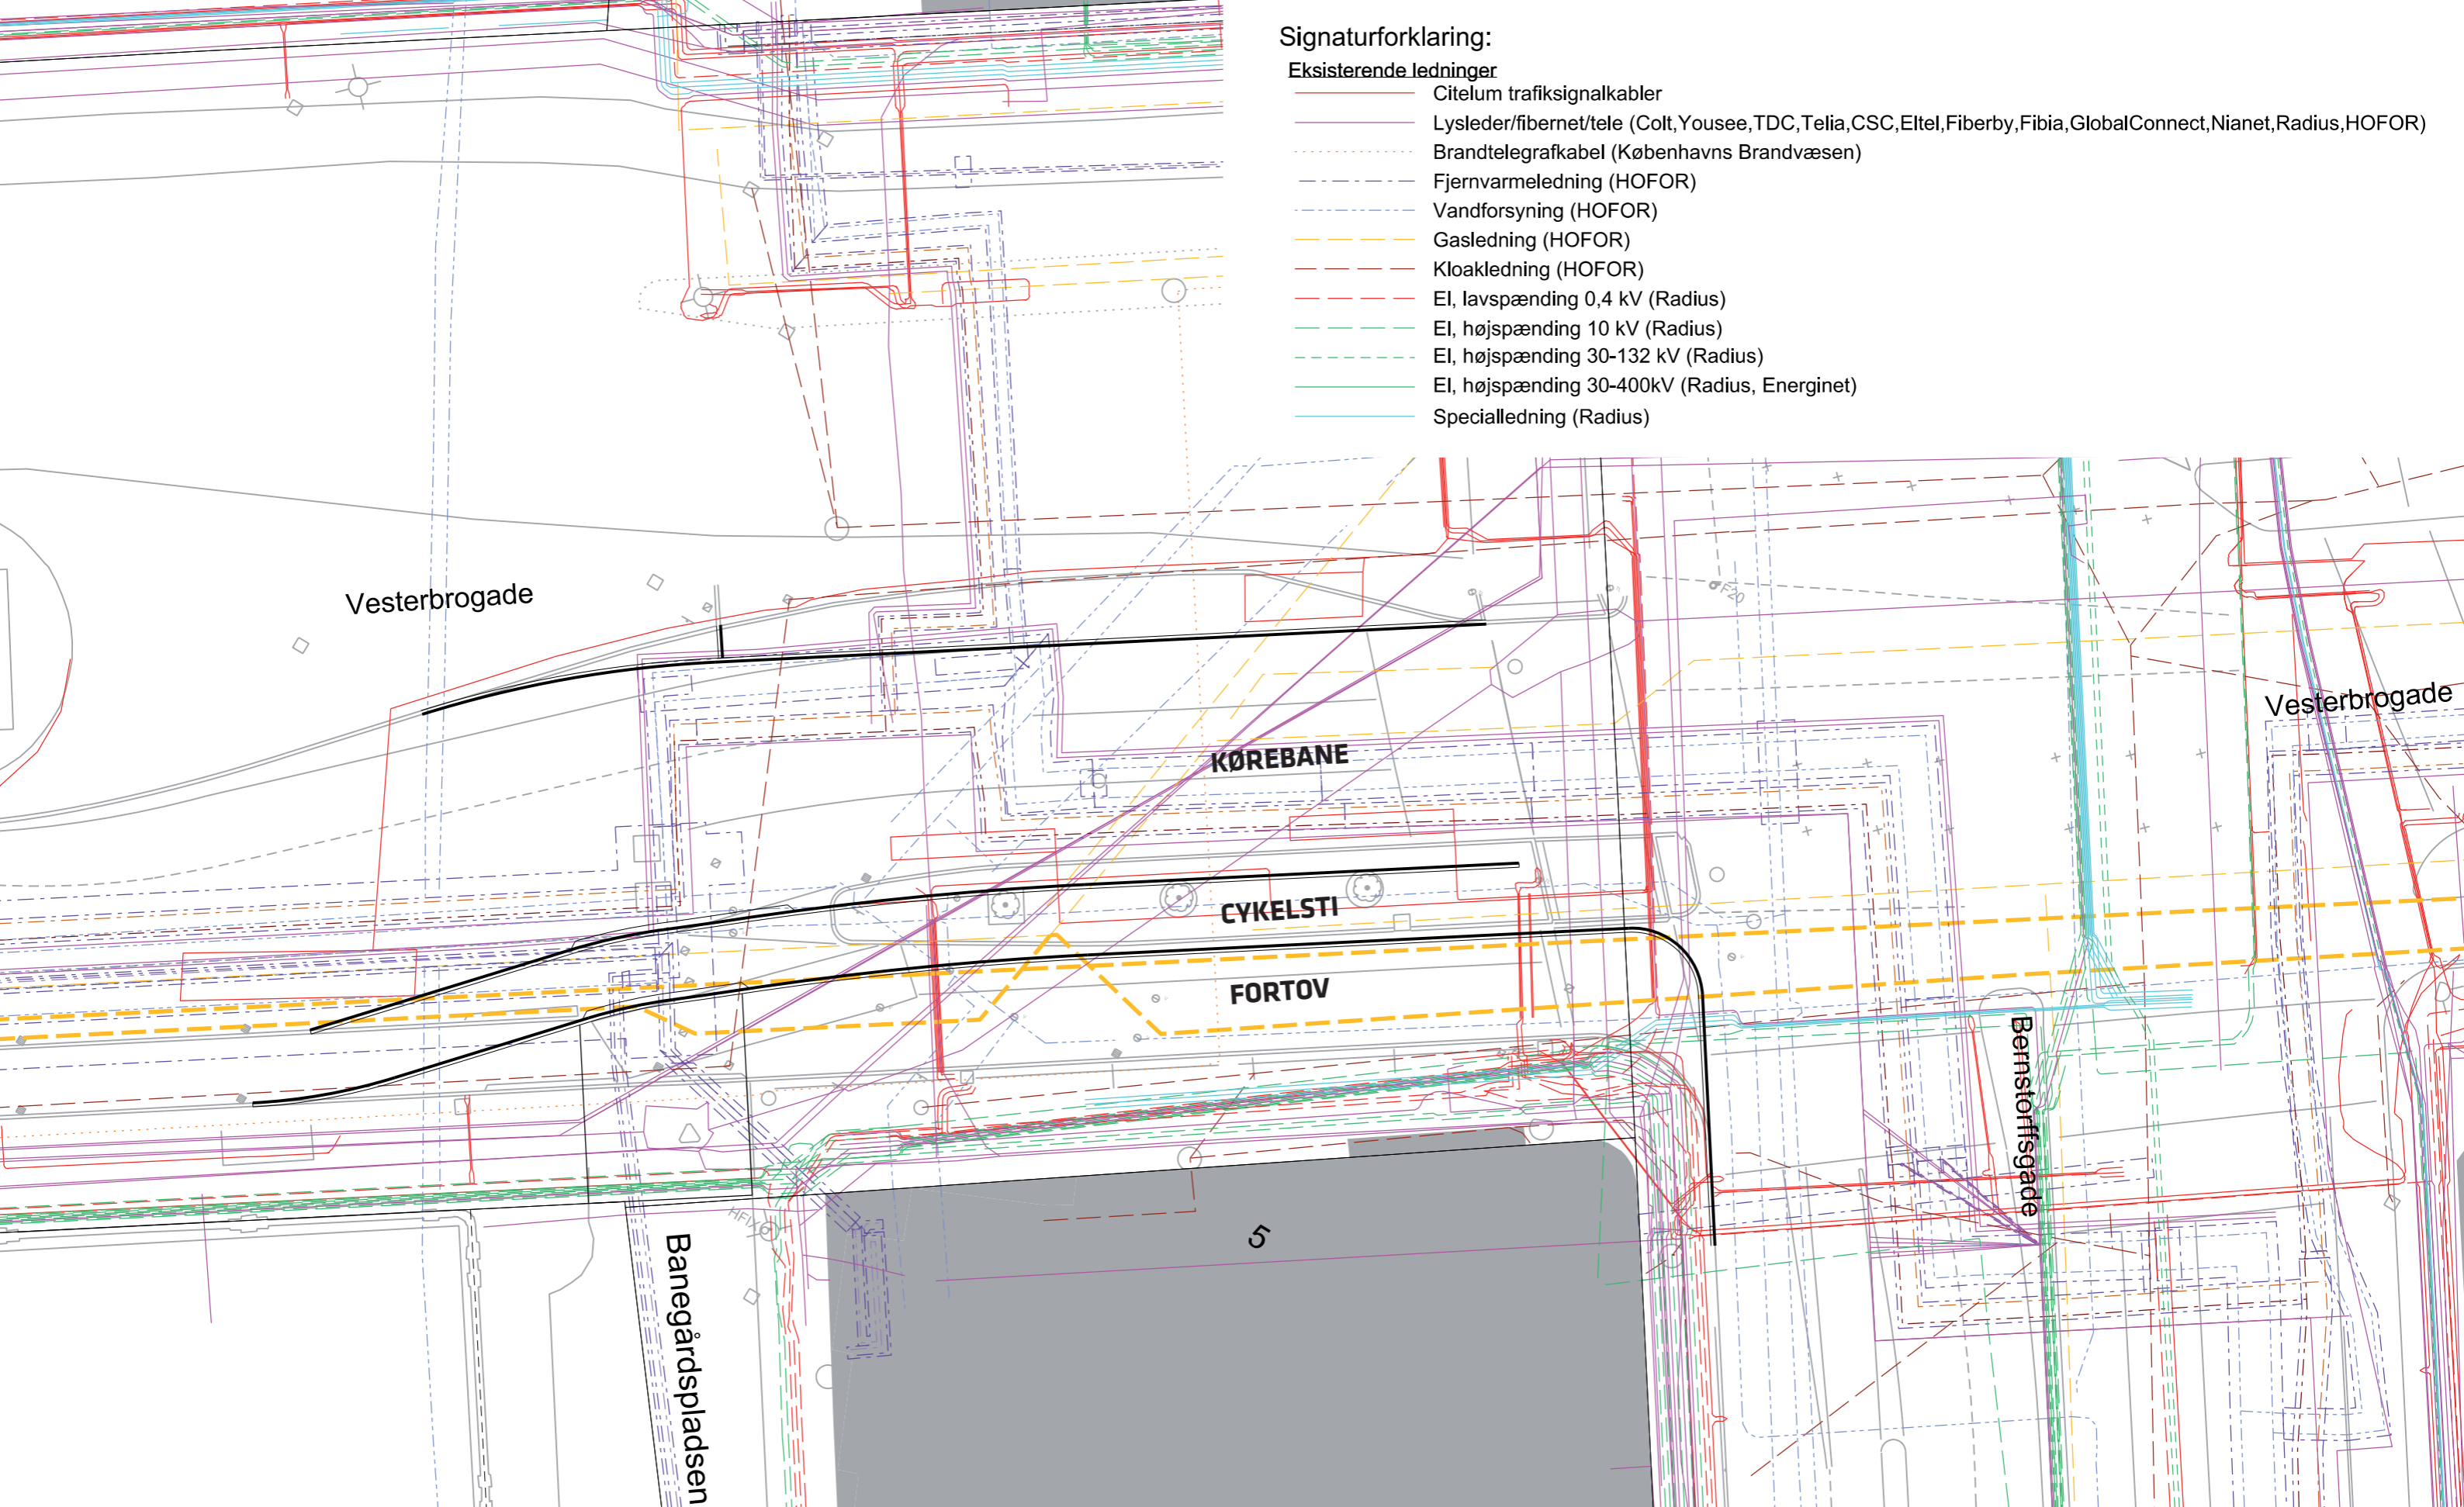 Signaturforklaring:
Eksisterende ledninger
Citelum trafiksignalkabler
Lysleder/fibernet/tele (Colt,Yousee,TDC,Telia,CSC,Eltel,Fiberby,Fibia,GlobalConnect,Nianet,Radius,HOFOR)
Brandtelegrafkabel (Københavns Brandvæsen)
Fjernvarmeledning (HOFOR)
Vandforsyning (HOFOR)
Gasledning (HOFOR)
Kloakledning (HOFOR)
El, lavspænding 0,4 kV (Radius)
El, højspænding 10 kV (Radius)
El, højspænding 30-132 kV (Radius)
El, højspænding 30-400kV (Radius, Energinet)
Specialledning (Radius)
Vesterbrogade
Vesterbrogade
KØREBANE
CYKELSTI
FORTOV
Bernstorffsgade
5
Banegårdspladsen